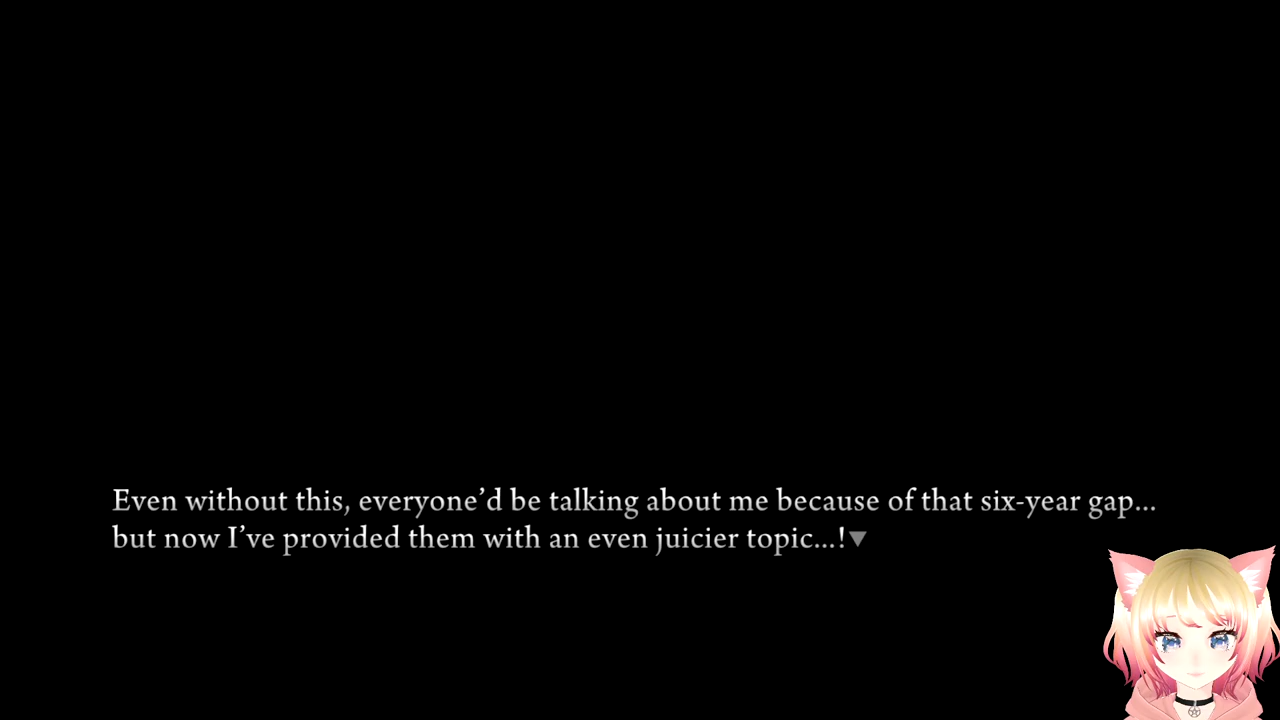 Even without this, everyone’d be talking about me because of that six-year gap...
but now I’ve provided them with an even juicier topic...!